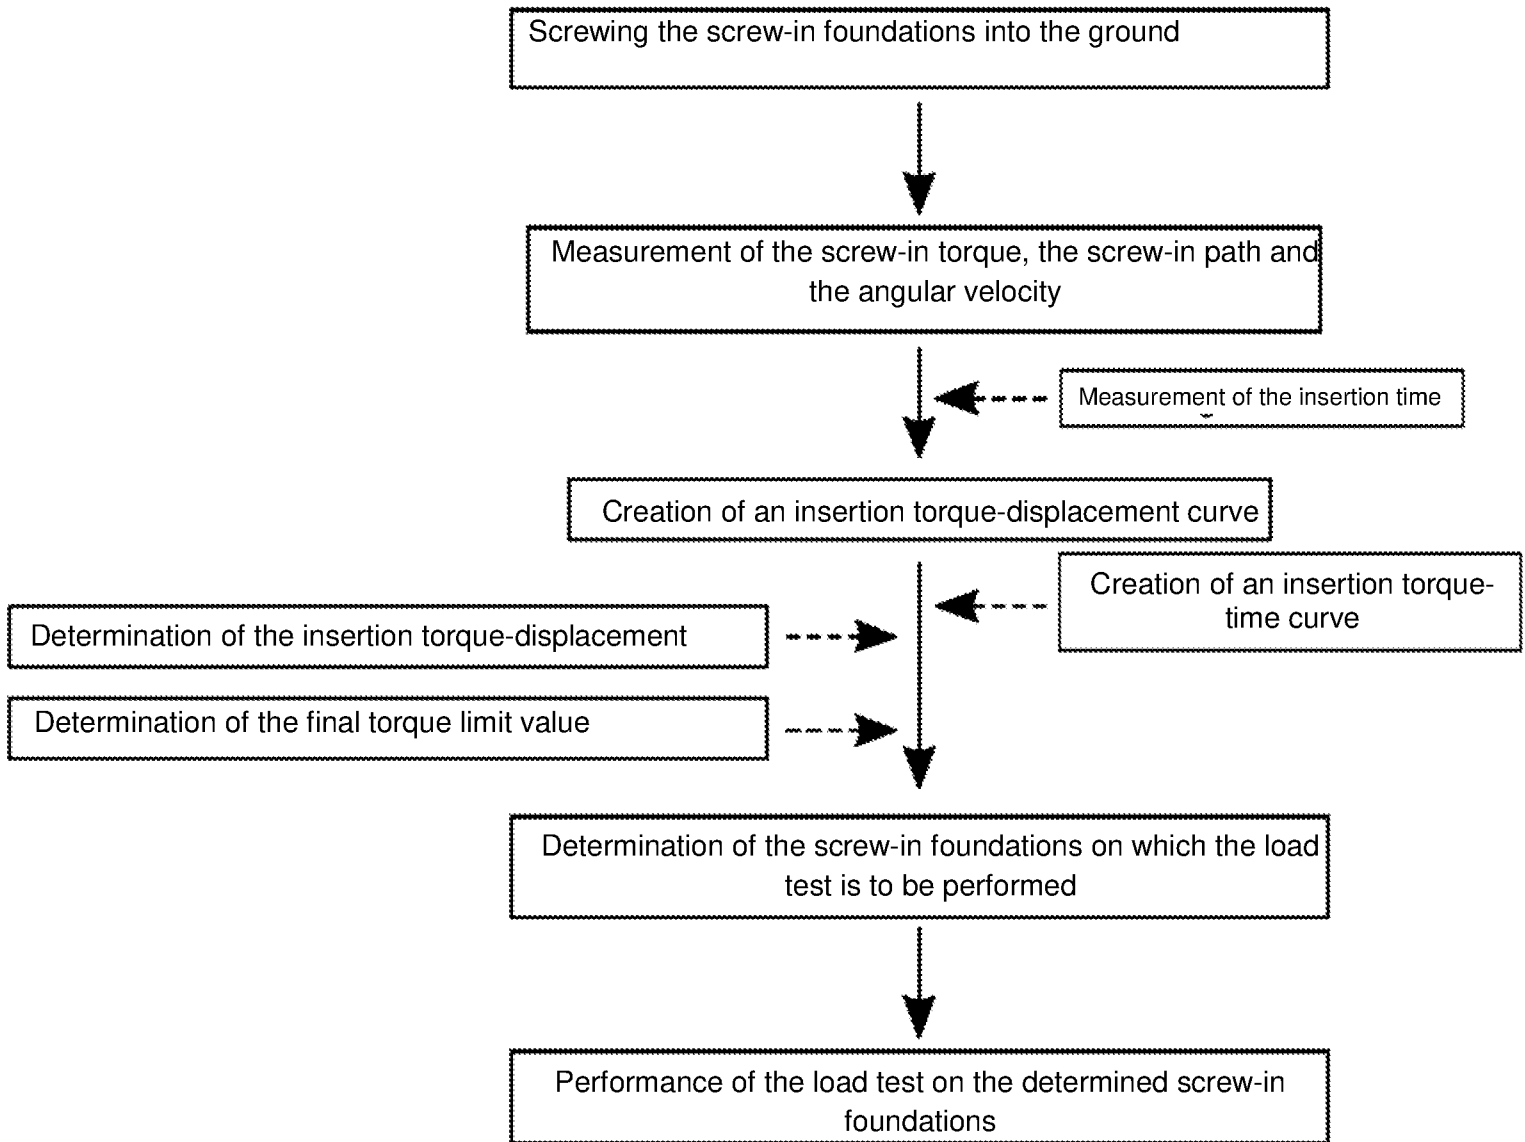 Screwing the screw-in foundations into the ground
Measurement of the screw-in torque, the screw-in path and
the angular velocity
Measurement of the insertion time
Creation of an insertion torque-displacement curve
Creation of an insertion torque-
time curve
Determination of the insertion torque-displacement
Determination of the final torque limit value
Determination of the screw-in foundations on which the load
test is to be performed
Performance of the load test on the determined screw-in
foundations